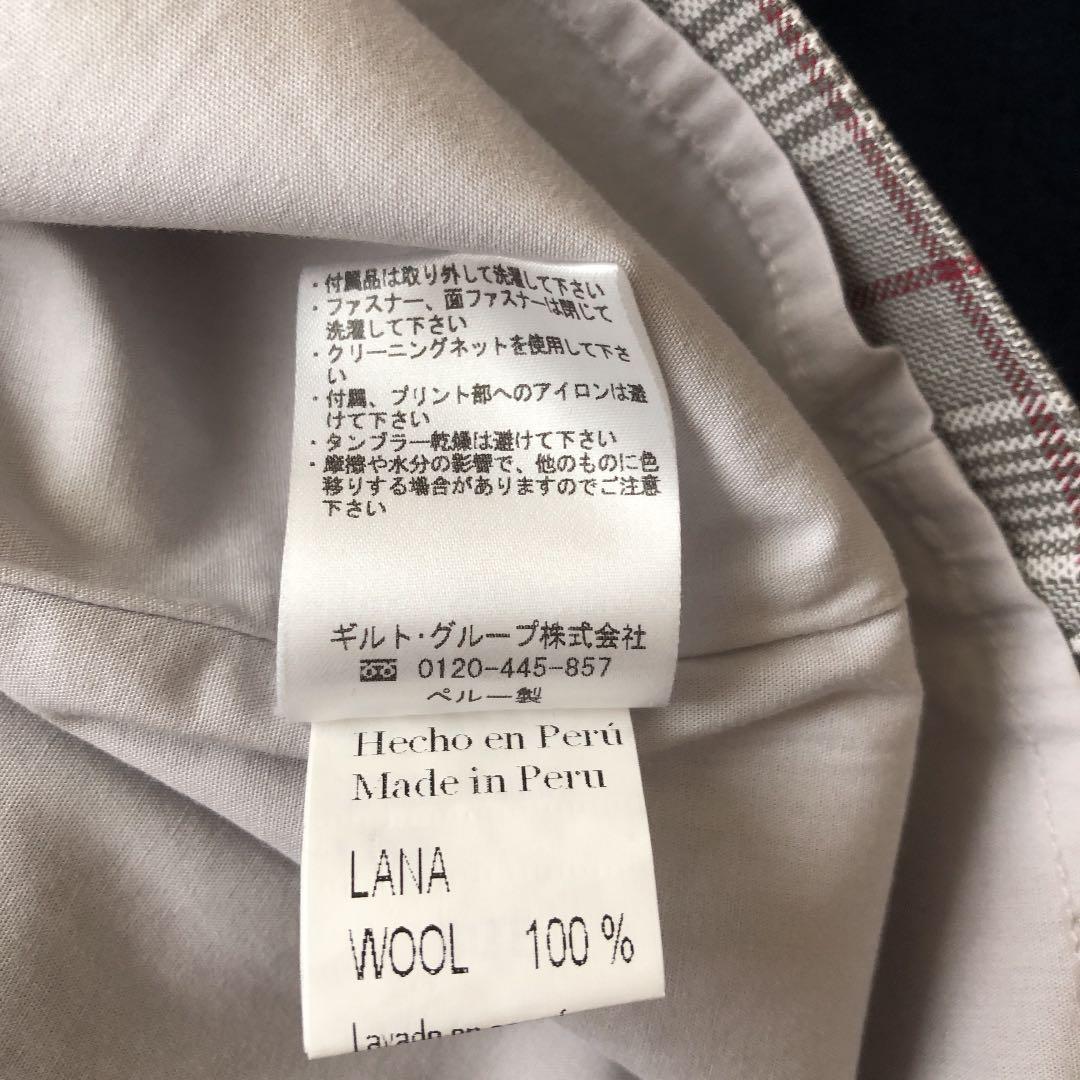 ・付属品は取り外して洗濯して下さい
・ファスナー、面ファスナーは閉じて
洗濯して下さい
・クリーニングネットを使用して下さ
い
・付属、プリント部へのアイロンは避
けて下さい
・タンブラー乾燥は避けて下さい
・摩擦や水分の影響で、他のものに色
移りする場合がありますのでご注意
下さい
ギルト・グループ株式会社
0120-445-857
ペルー製
Hecho en Perú
Made in Peru
LANA
WOOL 100 %
Lavado en